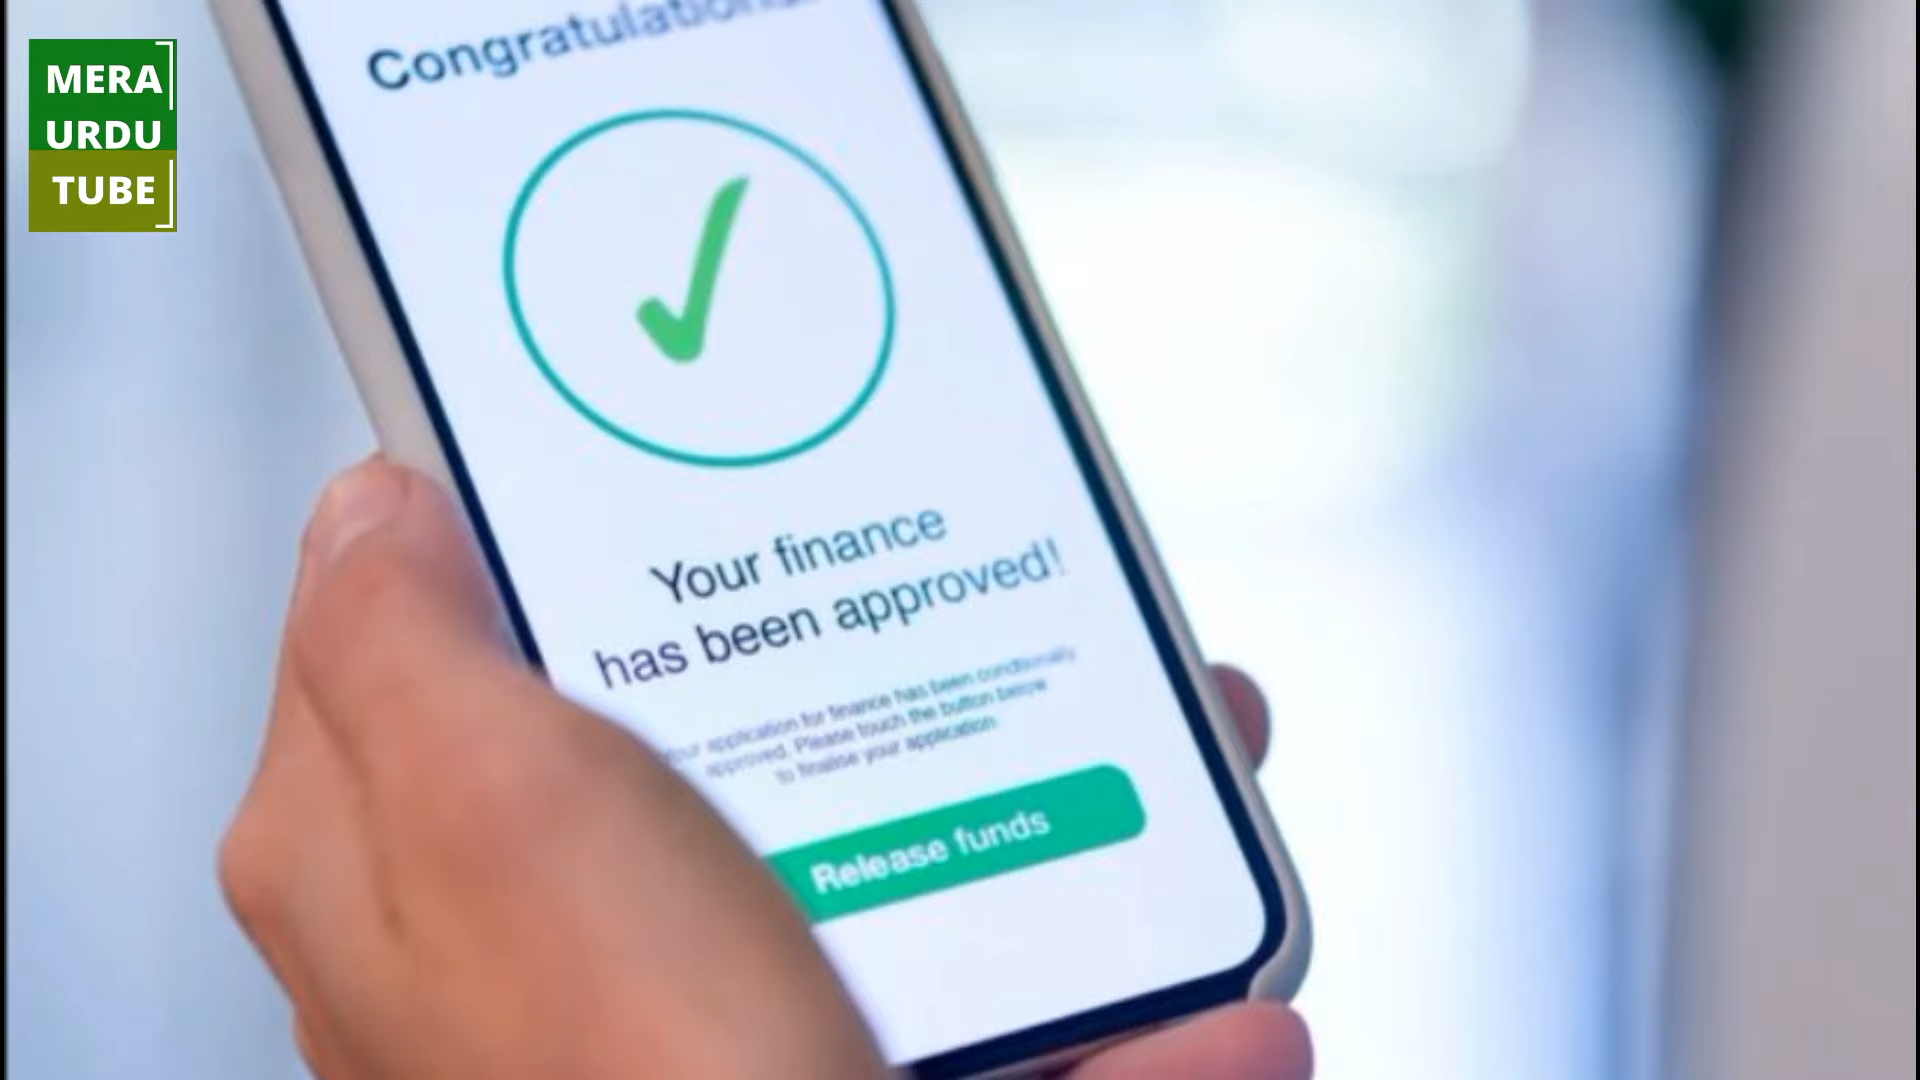 MERA
URDU
TUBE
Congratulations
Your finance
has been approved!
Your application for finance has been conditionally
approved. Please touch the button below
to finalise your application.
Release funds